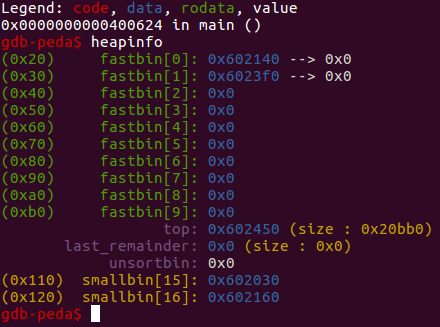 Legend: code, data, rodata, value
0x0000000000400624 in main ()
gdb-peda$ heapinfo
(0x20)     fastbin[0]: 0x602140 --> 0x0
(0x30)     fastbin[1]: 0x6023f0 --> 0x0
(0x40)     fastbin[2]: 0x0
(0x50)     fastbin[3]: 0x0
(0x60)     fastbin[4]: 0x0
(0x70)     fastbin[5]: 0x0
(0x80)     fastbin[6]: 0x0
(0x90)     fastbin[7]: 0x0
(0xa0)     fastbin[8]: 0x0
(0xb0)     fastbin[9]: 0x0
top: 0x602450 (size : 0x20bb0)
last_remainder: 0x0 (size : 0x0)
unsortbin: 0x0
(0x110)  smallbin[15]: 0x602030
(0x120)  smallbin[16]: 0x602160
gdb-peda$